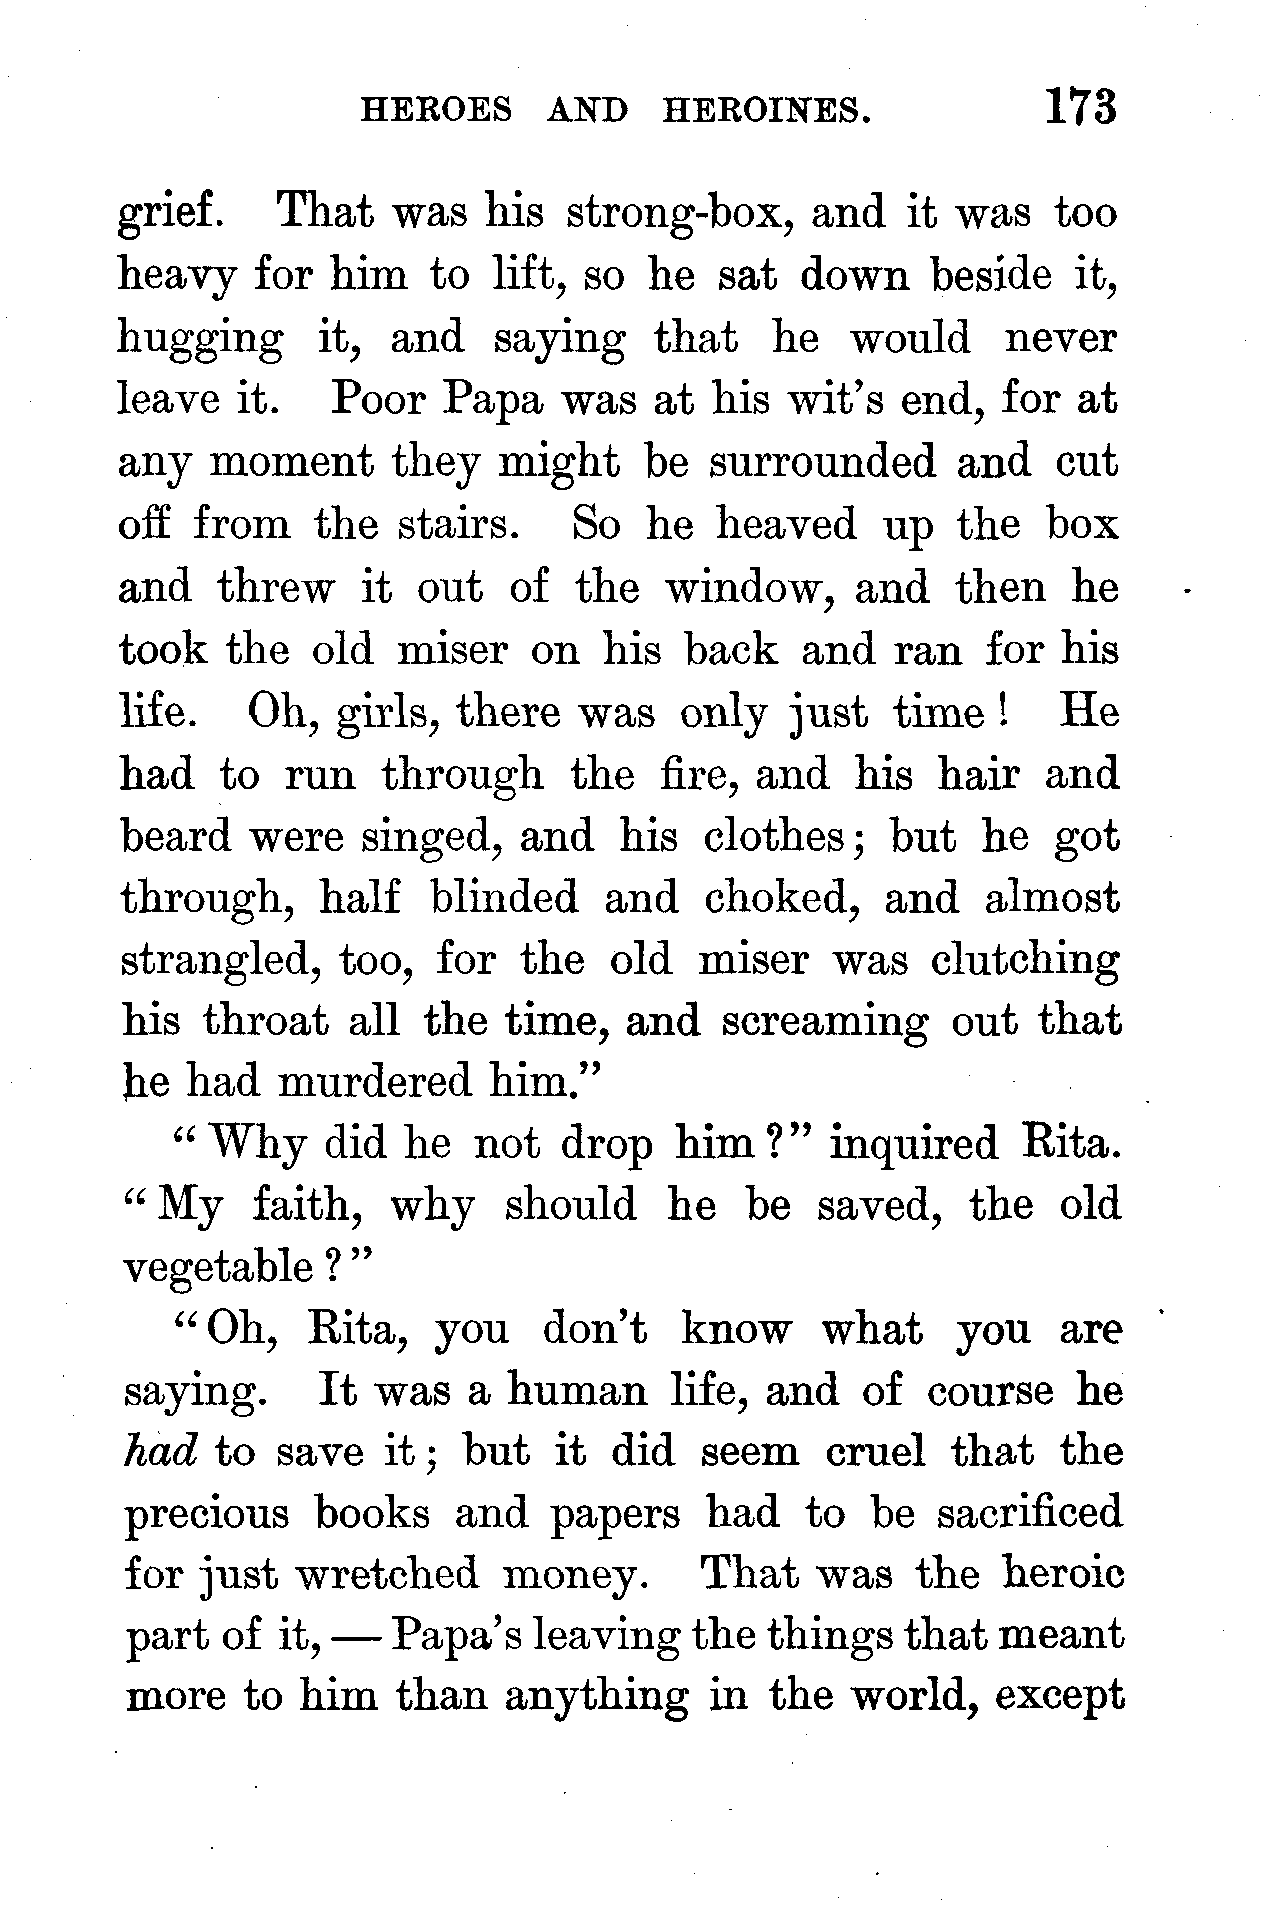 HEROES AND HEROINES. 173
grief. That was his strong-box, and it was too
heavy for him to lift, so he sat down beside it,
hugging it, and saying that he would never
leave it. Poor Papa was at his wit's end, for at
any moment they might be surrounded and cut
off from the stairs. So he heaved up the box
and threw it out of the window, and then he
took the old miser on his back and ran for his
life. Oh, girls, there was only just time! He
had to run through the fire, and his hair and
beard were singed, and his clothes; but he got
through, half blinded and choked, and almost
strangled, too, for the old miser was clutching
his throat all the time, and screaming out that
he had murdered him."
"Why did he not drop him?" inquired Rita.
"My faith, why should he be saved, the old
vegetable?"
"Oh, Rita, you don't know what you are
saying. It was a human life, and of course he
had to save it; but it did seem cruel that the
precious books and papers had to be sacrificed
for just wretched money. That was the heroic
part of it, — Papa's leaving the things that meant
more to him than anything in the world, except